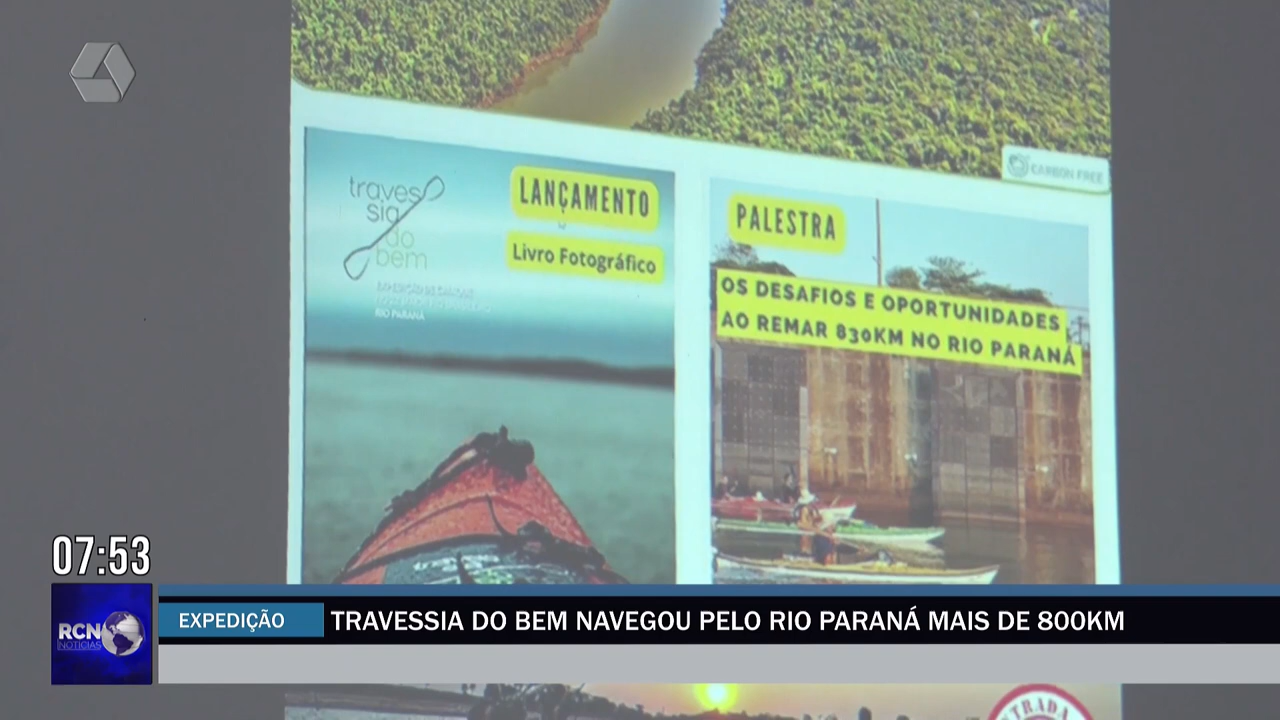 CARBON FREE
traves
sia
do
bem
LANÇAMENTO
Livro Fotográfico
RIO PARANÁ
PALESTRA
OS DESAFIOS E OPORTUNIDADES
AO REMAR 830KM NO RIO PARANÁ
07:53
RCN
NOTÍCIAS
EXPEDIÇÃO
TRAVESSIA DO BEM NAVEGOU PELO RIO PARANÁ MAIS DE 800KM